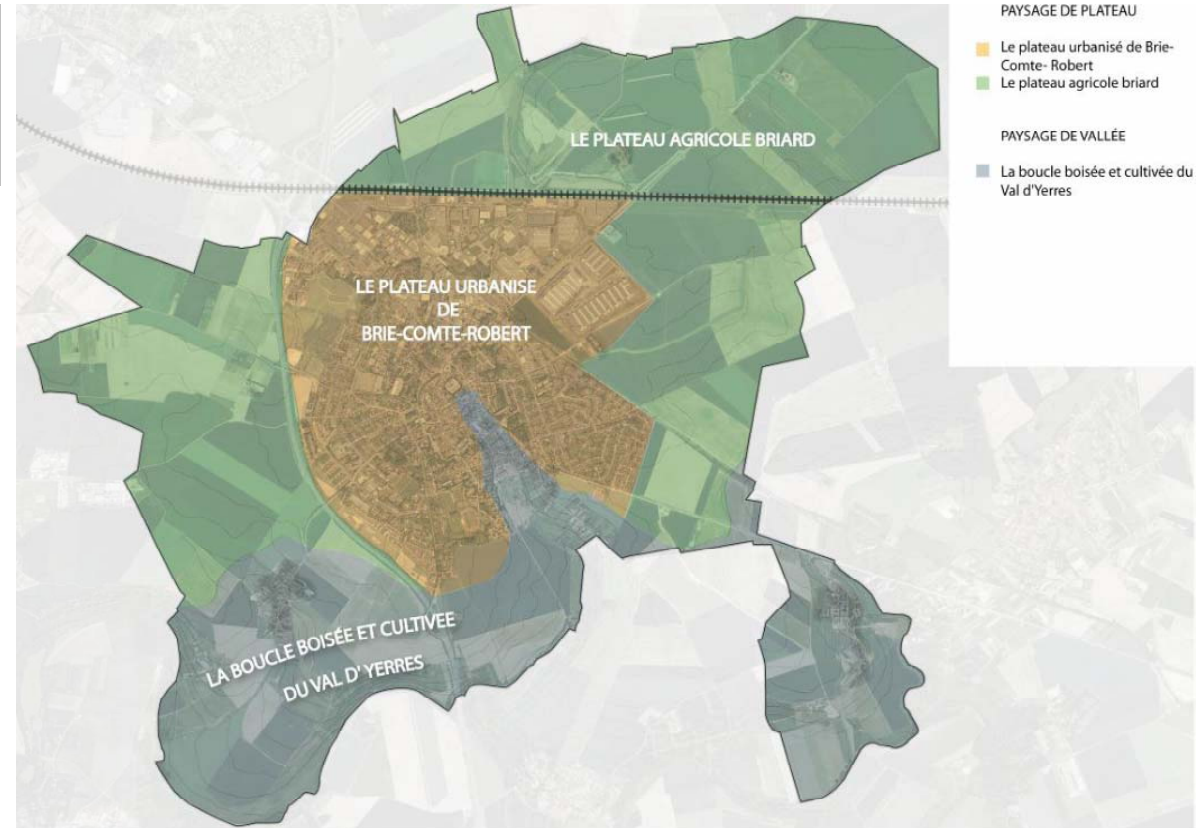 PAYSAGE DE PLATEAU
Le plateau urbanisé de Brie-
Comte- Robert
Le plateau agricole briard
PAYSAGE DE VALLÉE
La boucle boisée et cultivée du
Val d'Yerres
LE PLATEAU AGRICOLE BRIARD
LE PLATEAU URBANISE
DE
BRIE-COMTE-ROBERT
LA BOUCLE BOISÉE ET CULTIVEE
DU VAL D' YERRES